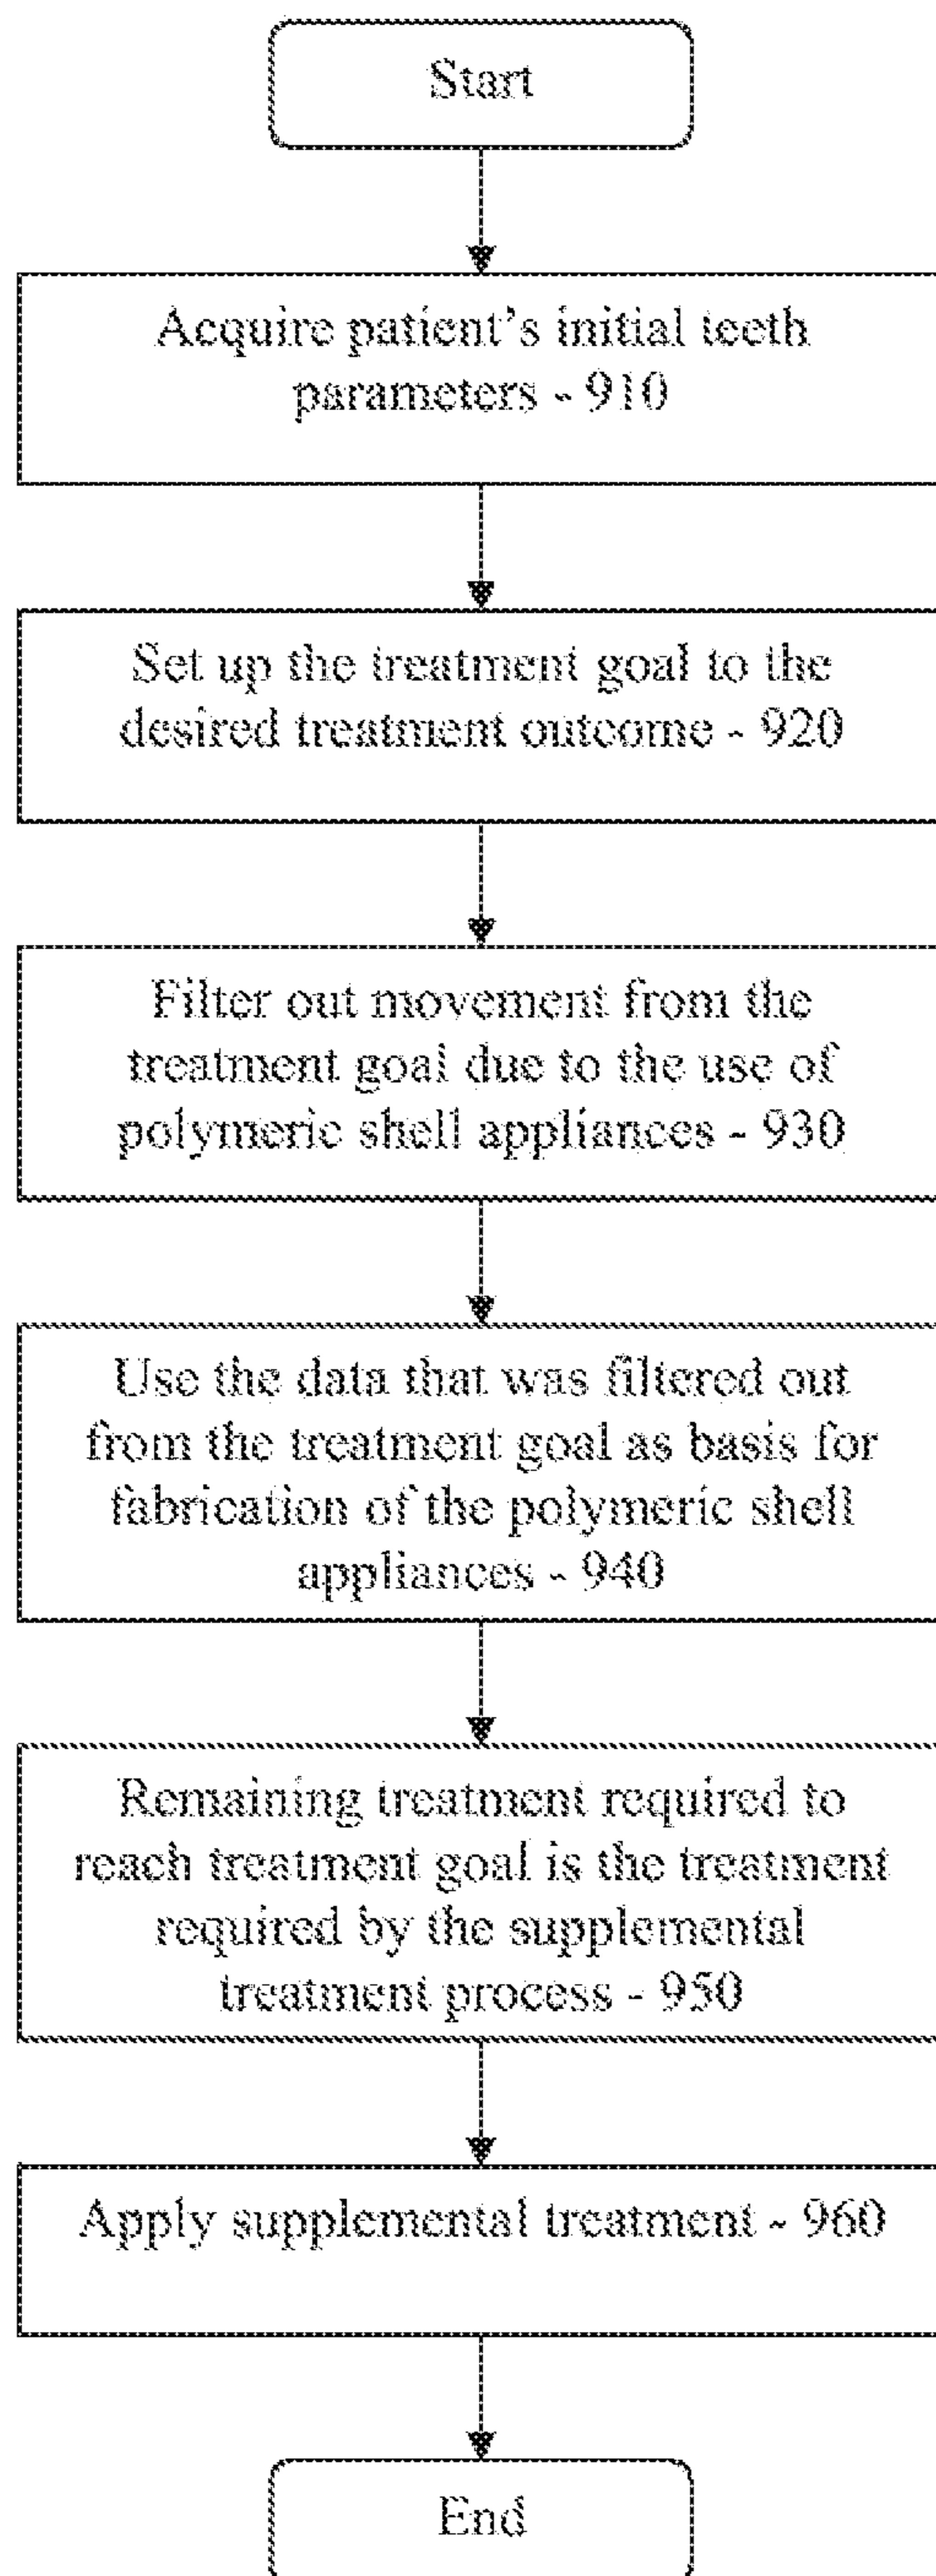 Start
Acquire patient's initial teeth
parameters - 910
Set up the treatment goal to the
desired treatment outcome - 920
Filter out movement from the
treatment goal due to the use of
polymeric shell appliances - 930
Use the data that was filtered out
from the treatment goal as basis for
fabrication of the polymeric shell
appliances - 940
Remaining treatment required to
reach treatment goal is the treatment
required by the supplemental
treatment process - 950
Apply supplemental treatment - 960
End